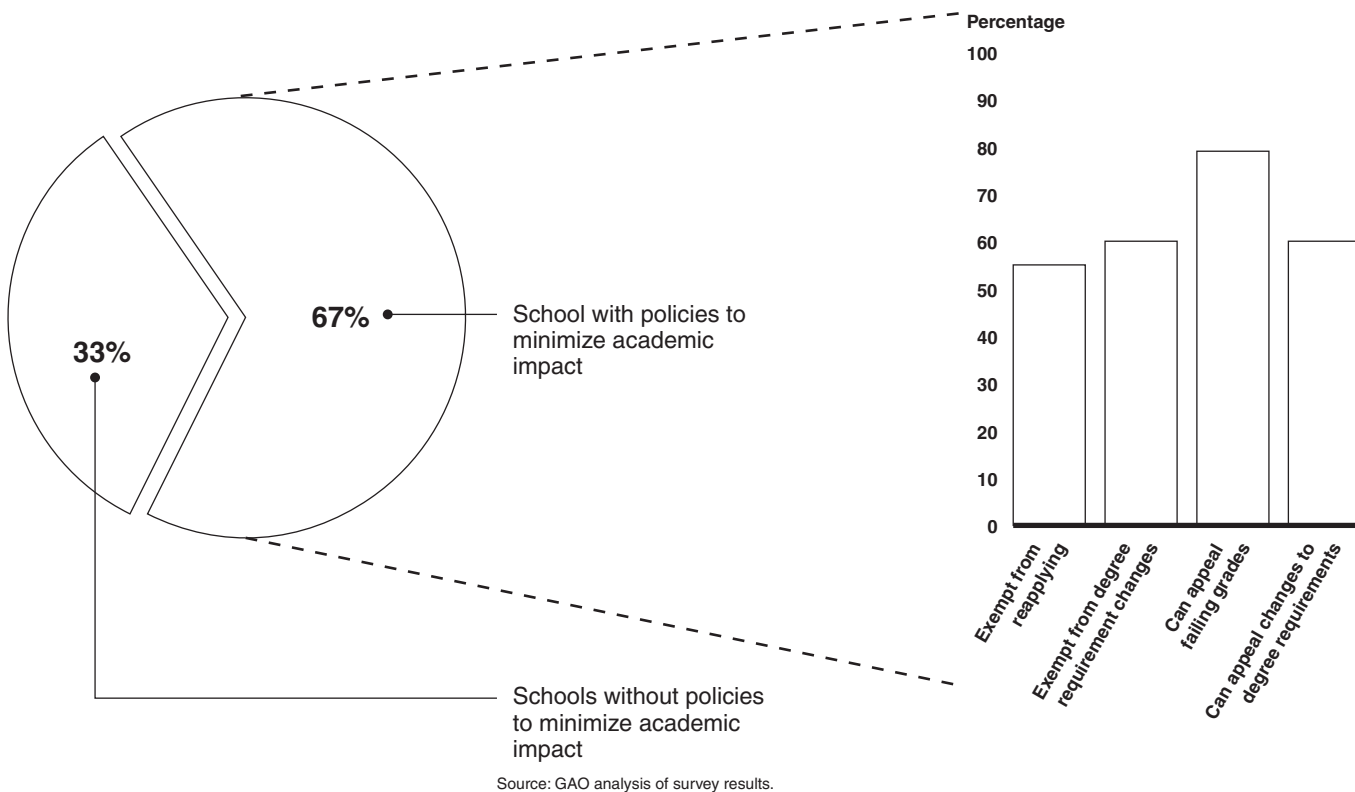 Percentage
100
90
80
70
60
50
40
30
20
10
0
67%
School with policies to
minimize academic
impact
33%
Exempt from
reapplying
Exempt from degree
requirement changes
Can appeal
failing grades
Can appeal changes to
degree requirements
Schools without policies
to minimize academic
impact
Source: GAO analysis of survey results.